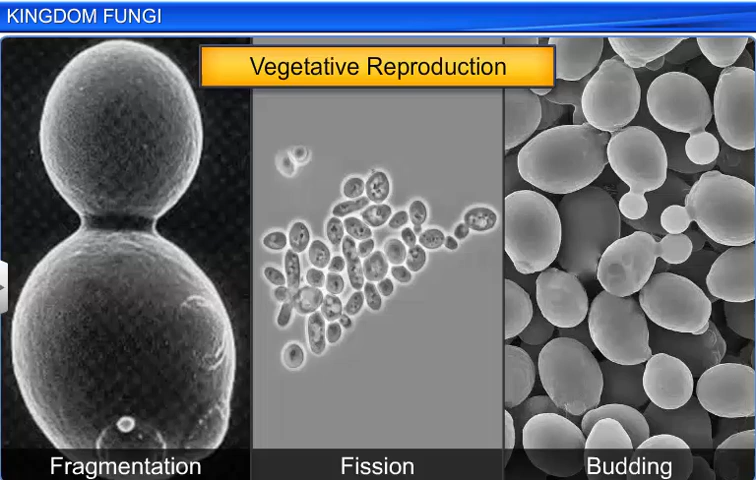 KINGDOM FUNGI
Vegetative Reproduction
Fragmentation
Fission
Budding